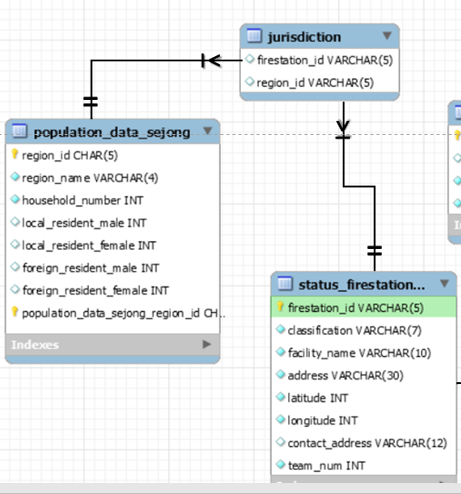 jurisdiction
firestation_id VARCHAR(5)
region_id VARCHAR(5)
population_data_sejong
region_id CHAR(5)
region_name VARCHAR(4)
household_number INT
local_resident_male INT
local_resident_female INT
foreign_resident_male INT
foreign_resident_female INT
population_data_sejong_region_id CH...
Indexes
status_firestation...
firestation_id VARCHAR(5)
classification VARCHAR(7)
facility_name VARCHAR(10)
address VARCHAR(30)
latitude INT
longitude INT
contact_address VARCHAR(12)
team_num INT